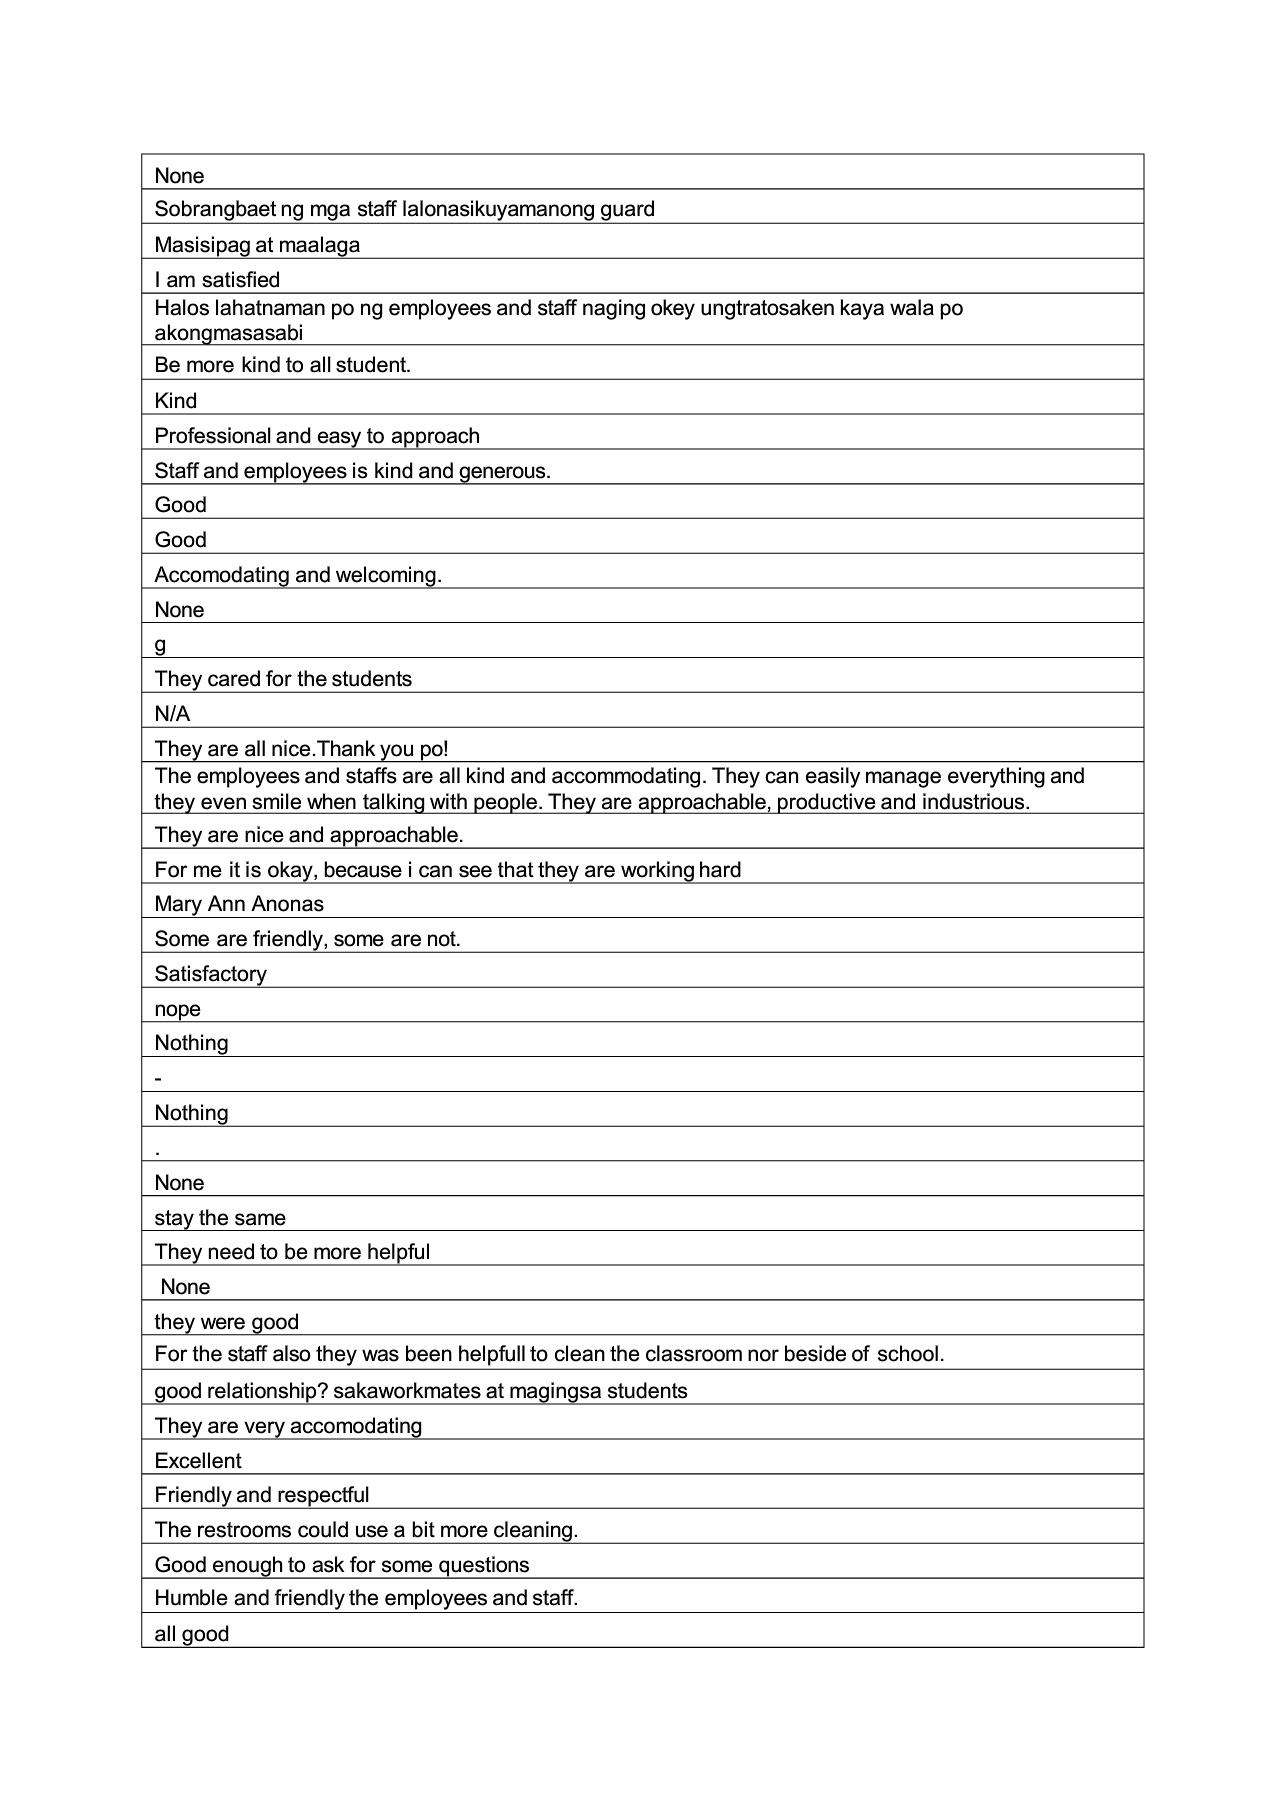 None
Sobrangbaet ng mga staff lalonasikuyamanong guard
Masisipag at maalaga
I am satisfied
Halos lahatnaman po ng employees and staff naging okey ungtratosaken kaya wala po
akongmasasabi
Be more kind to all student.
Kind
Professional and easy to approach
Staff and employees is kind and generous.
Good
Good
Accomodating and welcoming.
None
g
They cared for the students
N/A
They are all nice.Thank you po!
The employees and staffs are all kind and accommodating. They can easily manage everything and
they even smile when talking with people. They are approachable, productive and industrious.
They are nice and approachable.
For me it is okay, because i can see that they are working hard
Mary Ann Anonas
Some are friendly, some are not.
Satisfactory
nope
Nothing
-
Nothing
.
None
stay the same
They need to be more helpful
None
they were good
For the staff also they was been helpfull to clean the classroom nor beside of school.
good relationship? sakaworkmates at magingsa students
They are very accomodating
Excellent
Friendly and respectful
The restrooms could use a bit more cleaning.
Good enough to ask for some questions
Humble and friendly the employees and staff.
all good